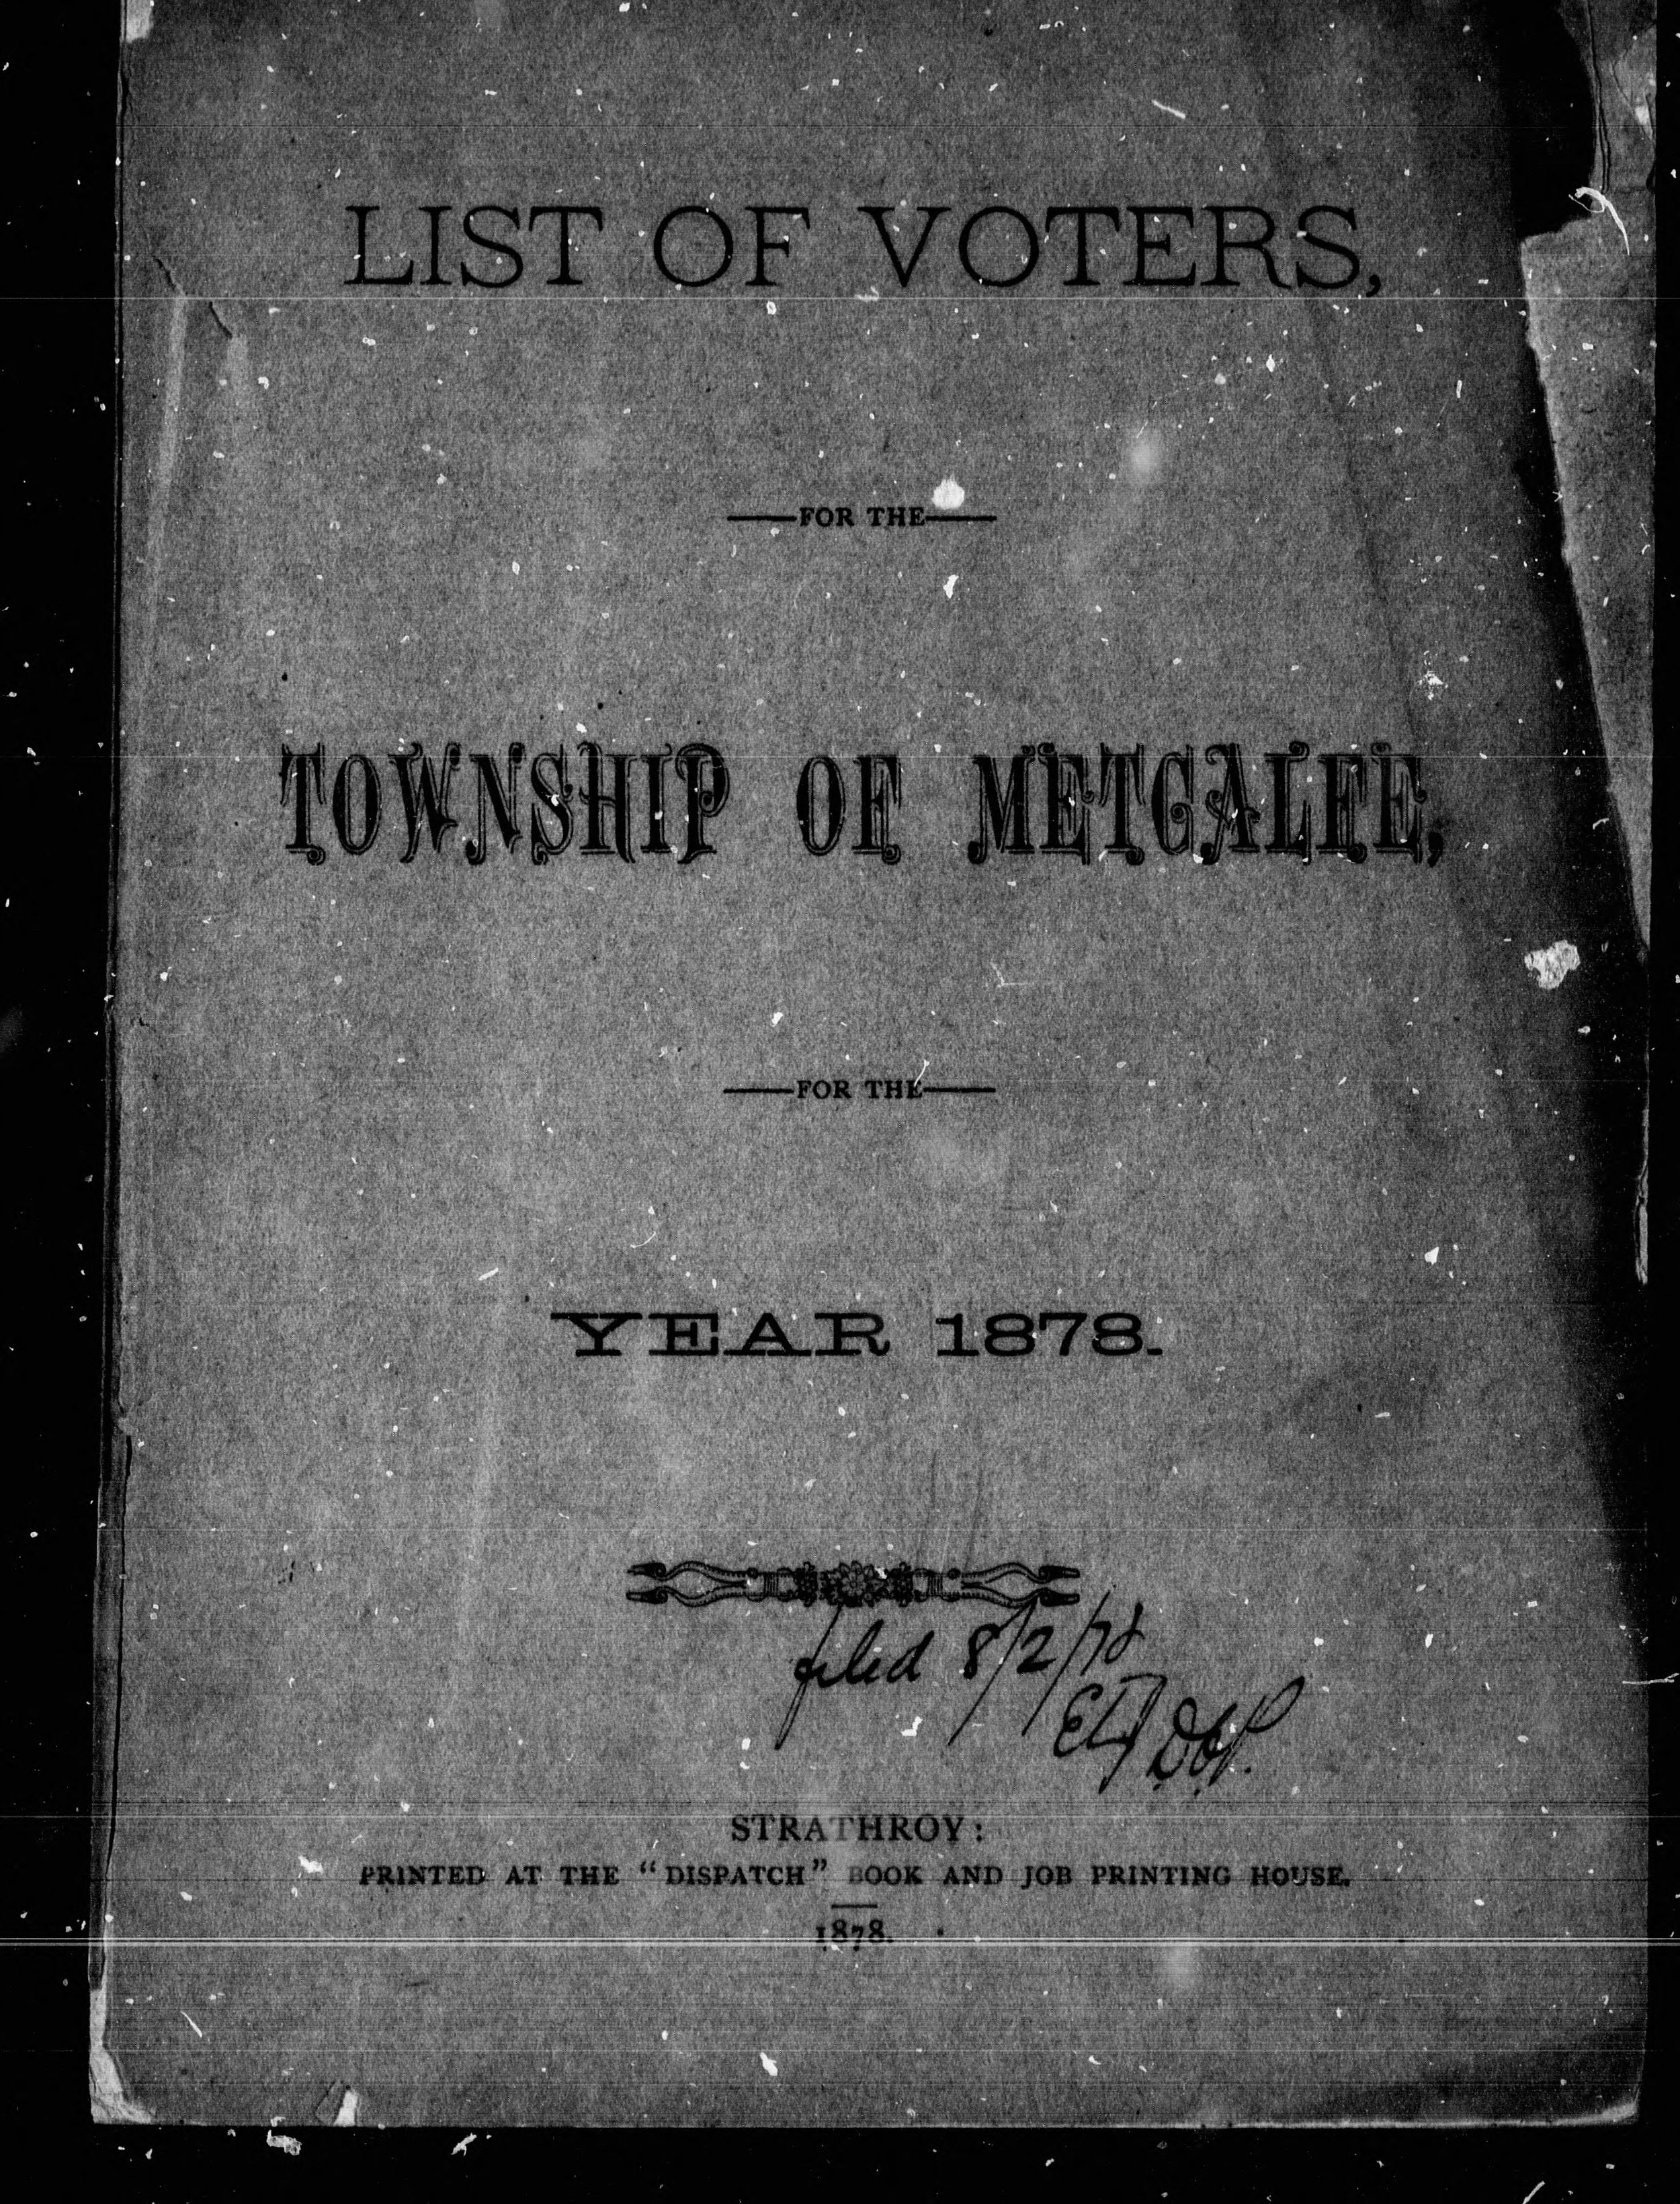 LIST OF VOTERS,
—FOR THE—
TOWNSHIP OF METCALFE,
—FOR THE—
YEAR 1878.
filed 8/2/78
STRATHROY:
PRINTED AT THE “DISPATCH” BOOK AND JOB PRINTING HOUSE.
1878.